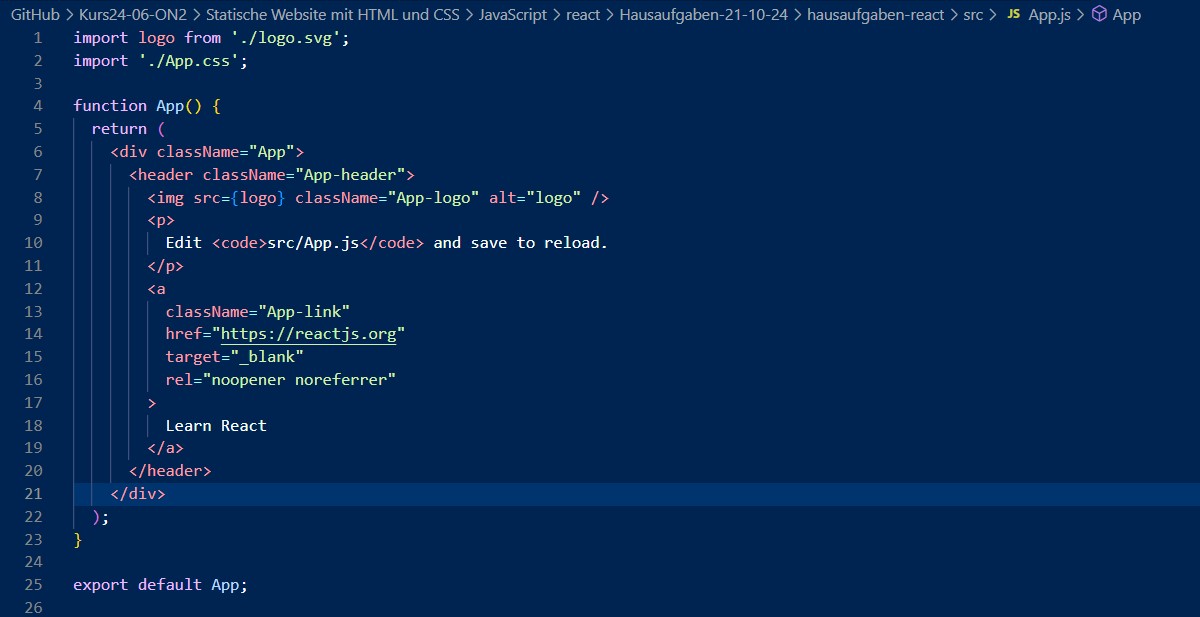 GitHub > Kurs24-06-ON2 > Statische Website mit HTML und CSS > JavaScript > react > Hausaufgaben-21-10-24 > hausaufgaben-react > src > JS App.js > App
1 import logo from './logo.svg';
2 import './App.css';
3
4 function App() {
5   return (
6     <div className="App">
7       <header className="App-header">
8         <img src={logo} className="App-logo" alt="logo" />
9         <p>
10           Edit <code>src/App.js</code> and save to reload.
11         </p>
12         <a
13           className="App-link"
14           href="https://reactjs.org"
15           target="_blank"
16           rel="noopener noreferrer"
17         >
18           Learn React
19         </a>
20       </header>
21     </div>
22   );
23 }
24
25 export default App;
26